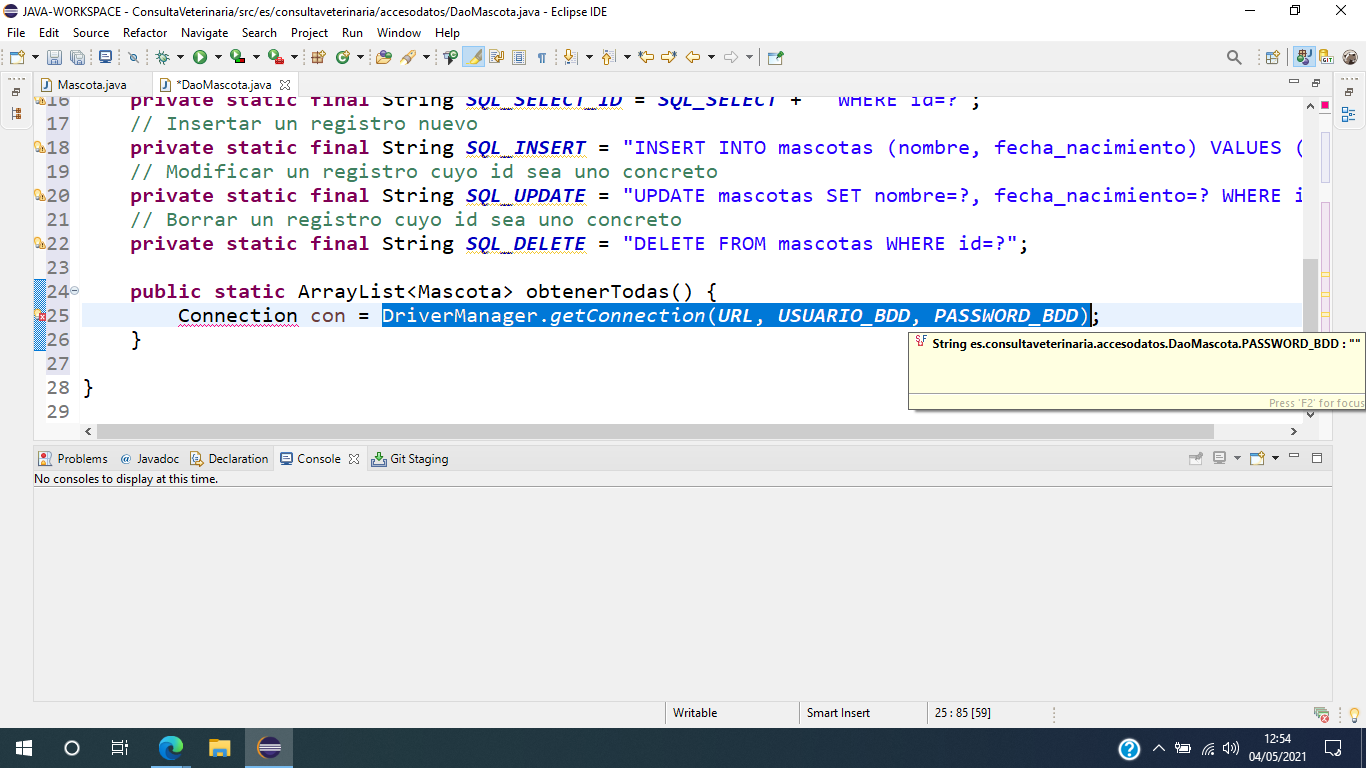 JAVA-WORKSPACE - ConsultaVeterinaria/src/es/consultaveterinaria/accesodatos/DaoMascota.java - Eclipse IDE
File Edit Source Refactor Navigate Search Project Run Window Help
Mascota.java *DaoMascota.java
16 private static final String SQL_SELECT_ID = SQL_SELECT + " WHERE id=?";
17 // Insertar un registro nuevo
18 private static final String SQL_INSERT = "INSERT INTO mascotas (nombre, fecha_nacimiento) VALUES (
19 // Modificar un registro cuyo id sea uno concreto
20 private static final String SQL_UPDATE = "UPDATE mascotas SET nombre=?, fecha_nacimiento=? WHERE i
21 // Borrar un registro cuyo id sea uno concreto
22 private static final String SQL_DELETE = "DELETE FROM mascotas WHERE id=?";
23
24 public static ArrayList<Mascota> obtenerTodas() {
25 Connection con = DriverManager.getConnection(URL, USUARIO_BDD, PASSWORD_BDD);
26 }
27
28 }
29
String es.consultaveterinaria.accesodatos.DaoMascota.PASSWORD_BDD : ""
Press 'F2' for focus
Problems @ Javadoc Declaration Console Git Staging
No consoles to display at this time.
Writable Smart Insert 25 : 85 [59]
12:54
04/05/2021